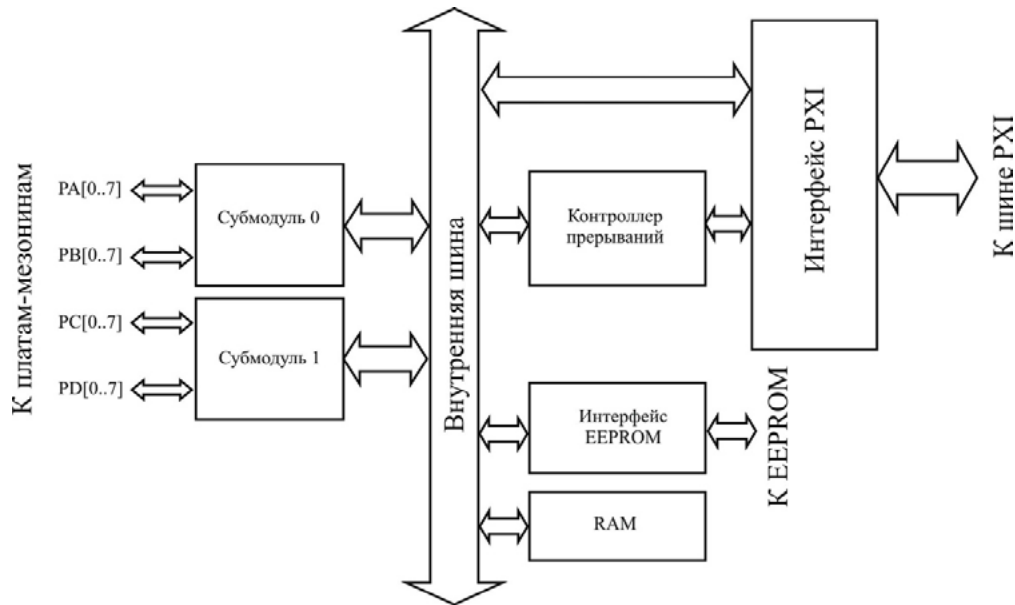 К платам-мезонинам
PA[0..7]
PB[0..7]
PC[0..7]
PD[0..7]
Субмодуль 0
Субмодуль 1
Внутренняя шина
Контроллер
прерываний
Интерфейс
EEPROM
RAM
Интерфейс PXI
К EEPROM
К шине PXI